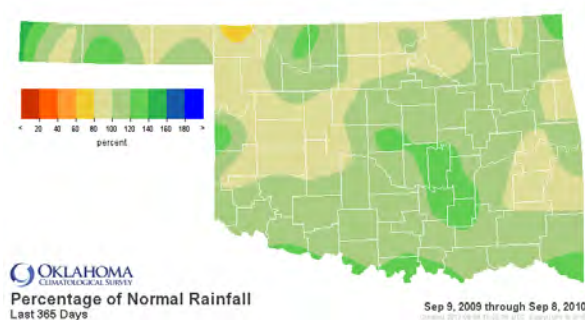 < 20 40 60 80 100 120 140 160 180 >
percent
OKLAHOMA
CLIMATOLOGICAL SURVEY
Percentage of Normal Rainfall
Last 365 Days
Sep 9, 2009 through Sep 8, 2010